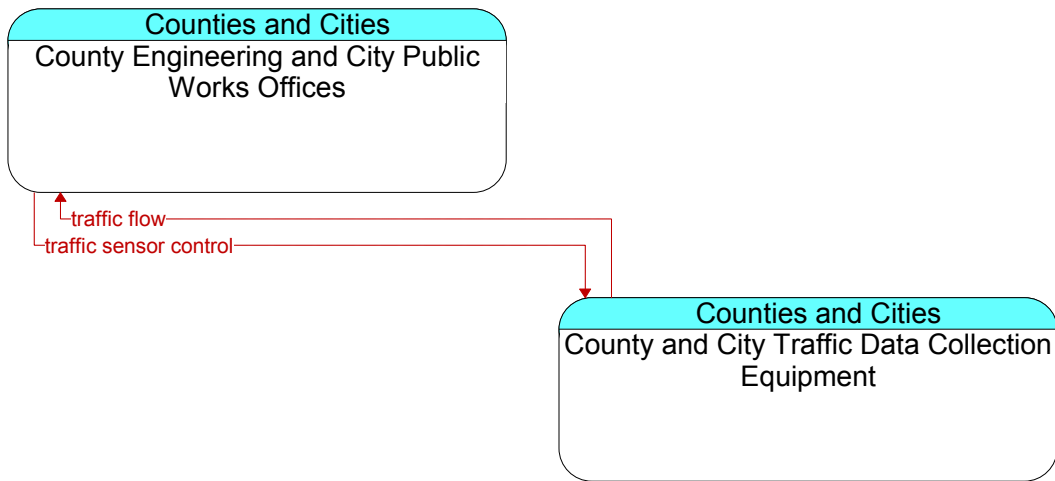 Counties and Cities
County Engineering and City Public
Works Offices
traffic flow
traffic sensor control
Counties and Cities
County and City Traffic Data Collection
Equipment